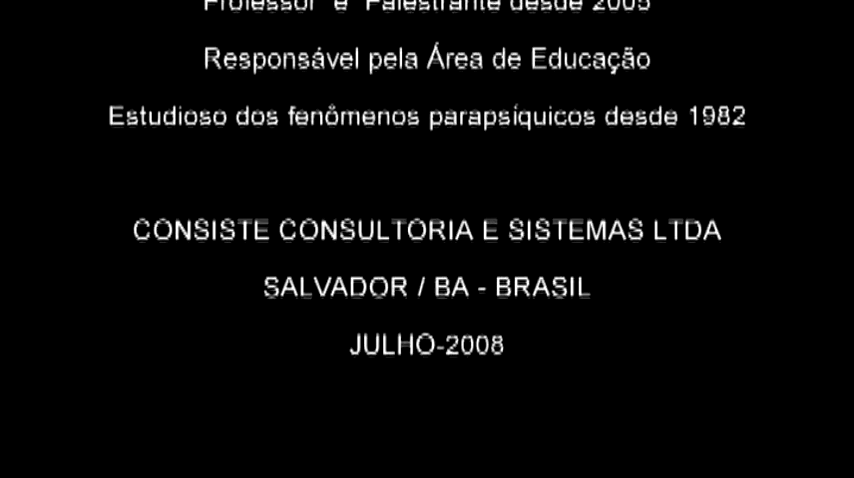 Professor e Palestrante desde 2005
Responsável pela Área de Educação
Estudioso dos fenômenos parapsíquicos desde 1982
CONSISTE CONSULTORIA E SISTEMAS LTDA
SALVADOR / BA - BRASIL
JULHO-2008